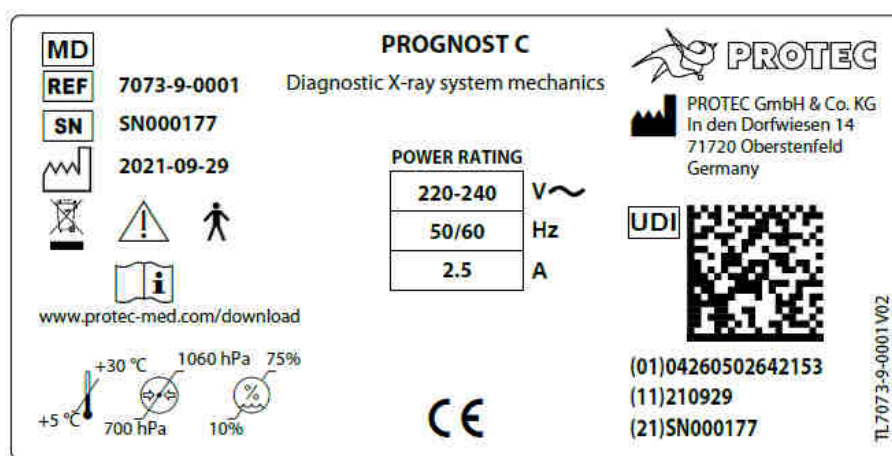 MD
REF 7073-9-0001
SN SN000177
2021-09-29
www.protec-med.com/download
+30 °C
+5 °C
1060 hPa
700 hPa
75%
%
10%
PROGNOST C
Diagnostic X-ray system mechanics
POWER RATING
220-240 V
50/60 Hz
2.5 A
CE
PROTEC
PROTEC GmbH & Co. KG
In den Dorfwiesen 14
71720 Oberstenfeld
Germany
UDI
(01)04260502642153
(11)210929
(21)SN000177
TL7073-9-0001V02